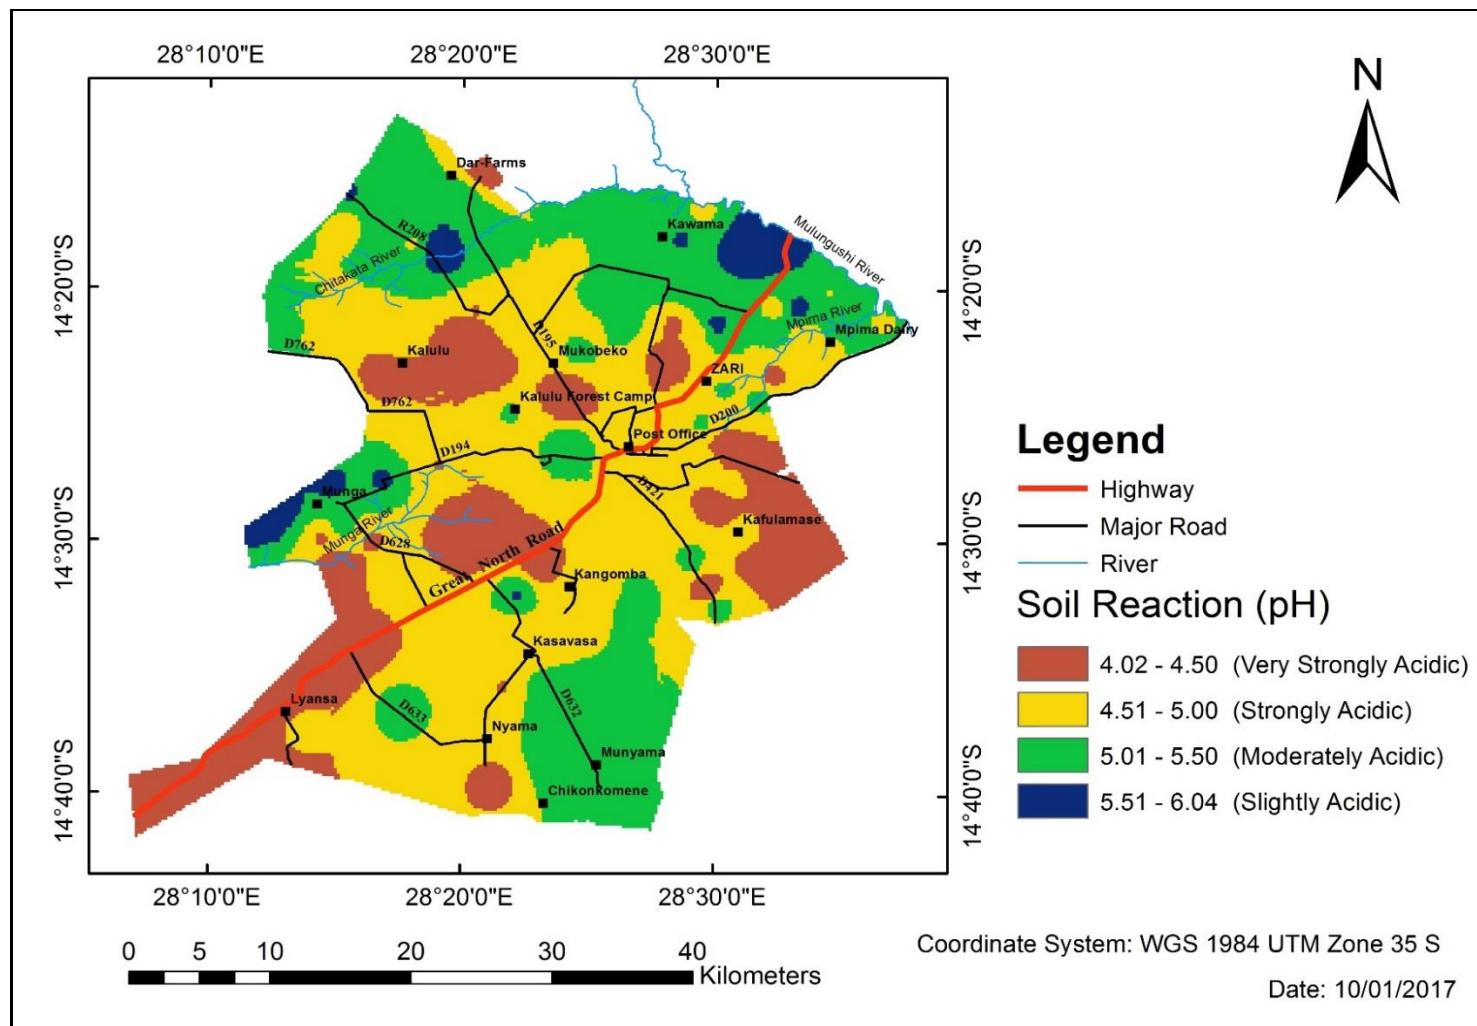 28°10'0"E
28°20'0"E
28°30'0"E
N
14°20'0"S
14°20'0"S
14°30'0"S
14°30'0"S
14°40'0"S
14°40'0"S
28°10'0"E
28°20'0"E
28°30'0"E
Dar-Farms
R208
Kawama
Mulungushi River
Chitakata River
Mpima River
Mpima Dairy
D762
D195
Kalulu
Mukobeko
ZARI
D762
Kalulu Forest Camp
D200
Post Office
D194
D421
Munga
Munga River
D628
Kafulamase
Great North Road
Kangomba
Kasavasa
Lyansa
D633
D632
Nyama
Munyama
Chikonkomene
Legend
Highway
Major Road
River
Soil Reaction (pH)
4.02 - 4.50 (Very Strongly Acidic)
4.51 - 5.00 (Strongly Acidic)
5.01 - 5.50 (Moderately Acidic)
5.51 - 6.04 (Slightly Acidic)
0 5 10 20 30 40
Kilometers
Coordinate System: WGS 1984 UTM Zone 35 S
Date: 10/01/2017